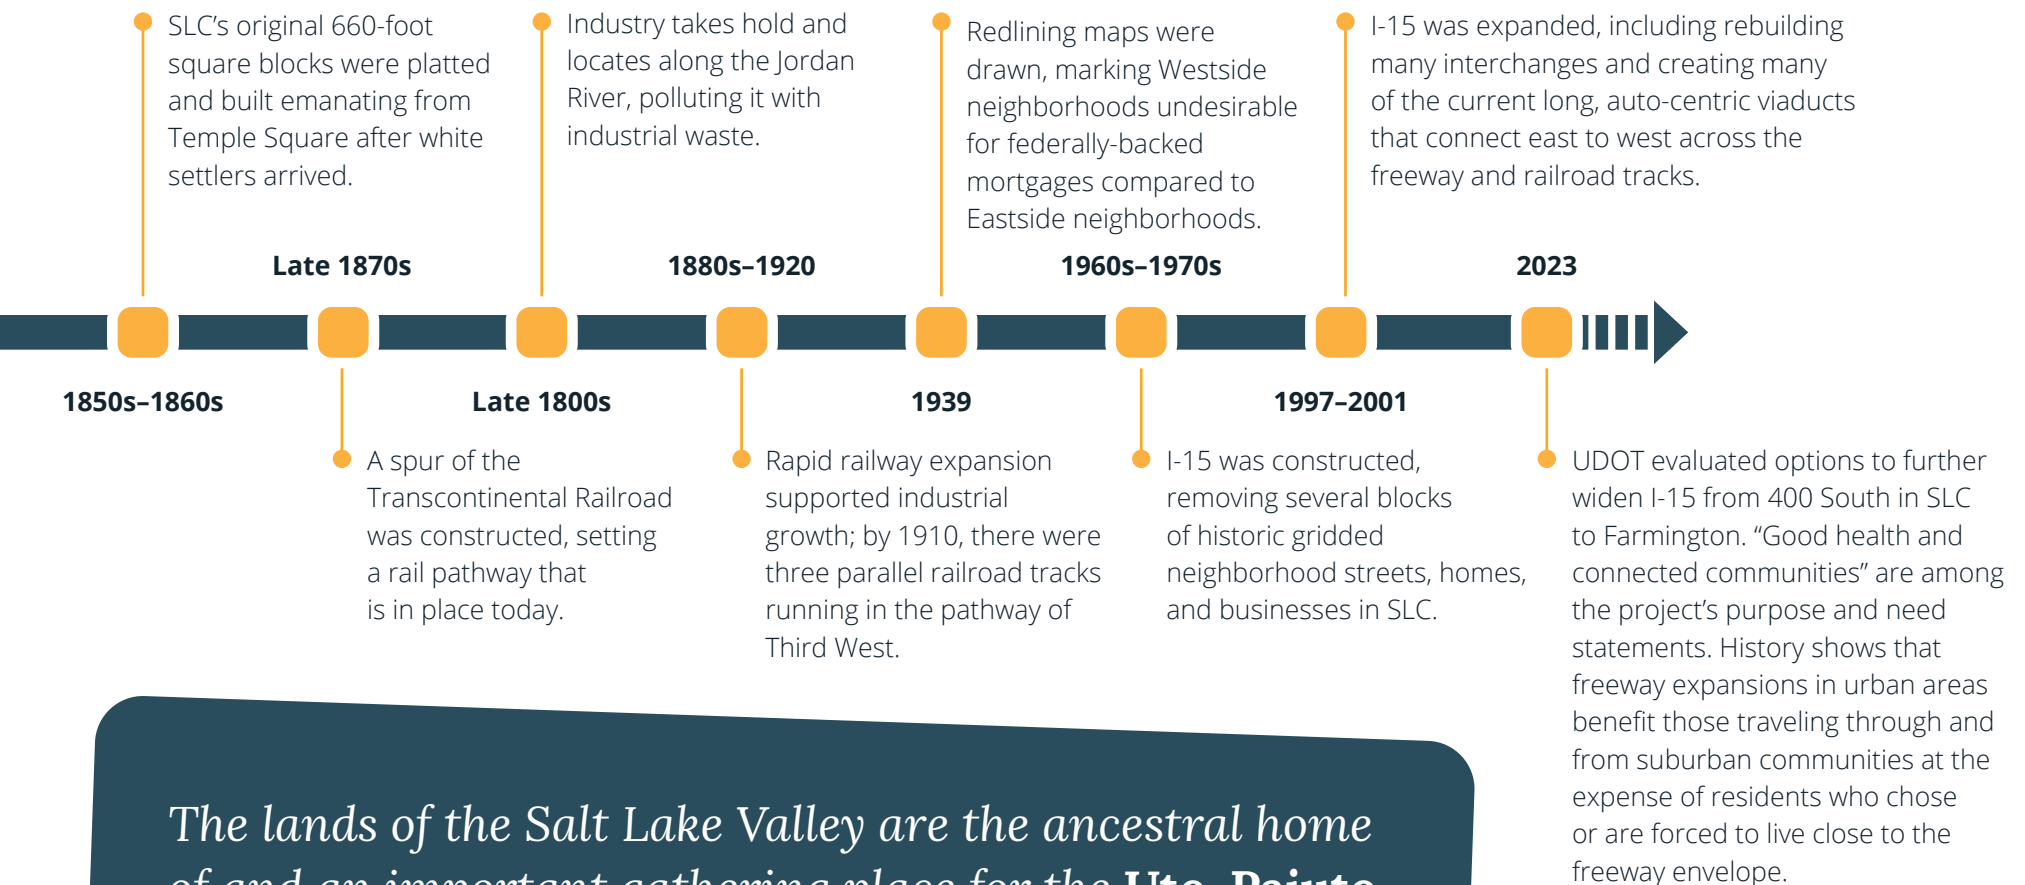 SLC’s original 660-foot
square blocks were platted
and built emanating from
Temple Square after white
settlers arrived.
Industry takes hold and
locates along the Jordan
River, polluting it with
industrial waste.
Redlining maps were
drawn, marking Westside
neighborhoods undesirable
for federally-backed
mortgages compared to
Eastside neighborhoods.
I-15 was expanded, including rebuilding
many interchanges and creating many
of the current long, auto-centric viaducts
that connect east to west across the
freeway and railroad tracks.
Late 1870s
1880s–1920
1960s–1970s
2023
1850s–1860s
Late 1800s
1939
1997–2001
A spur of the
Transcontinental Railroad
was constructed, setting
a rail pathway that
is in place today.
Rapid railway expansion
supported industrial
growth; by 1910, there were
three parallel railroad tracks
running in the pathway of
Third West.
I-15 was constructed,
removing several blocks
of historic gridded
neighborhood streets, homes,
and businesses in SLC.
UDOT evaluated options to further
widen I-15 from 400 South in SLC
to Farmington. “Good health and
connected communities” are among
the project’s purpose and need
statements. History shows that
freeway expansions in urban areas
benefit those traveling through and
from suburban communities at the
expense of residents who chose
or are forced to live close to the
freeway envelope.
The lands of the Salt Lake Valley are the ancestral home
of and an important gathering place for the Ute, Paiute